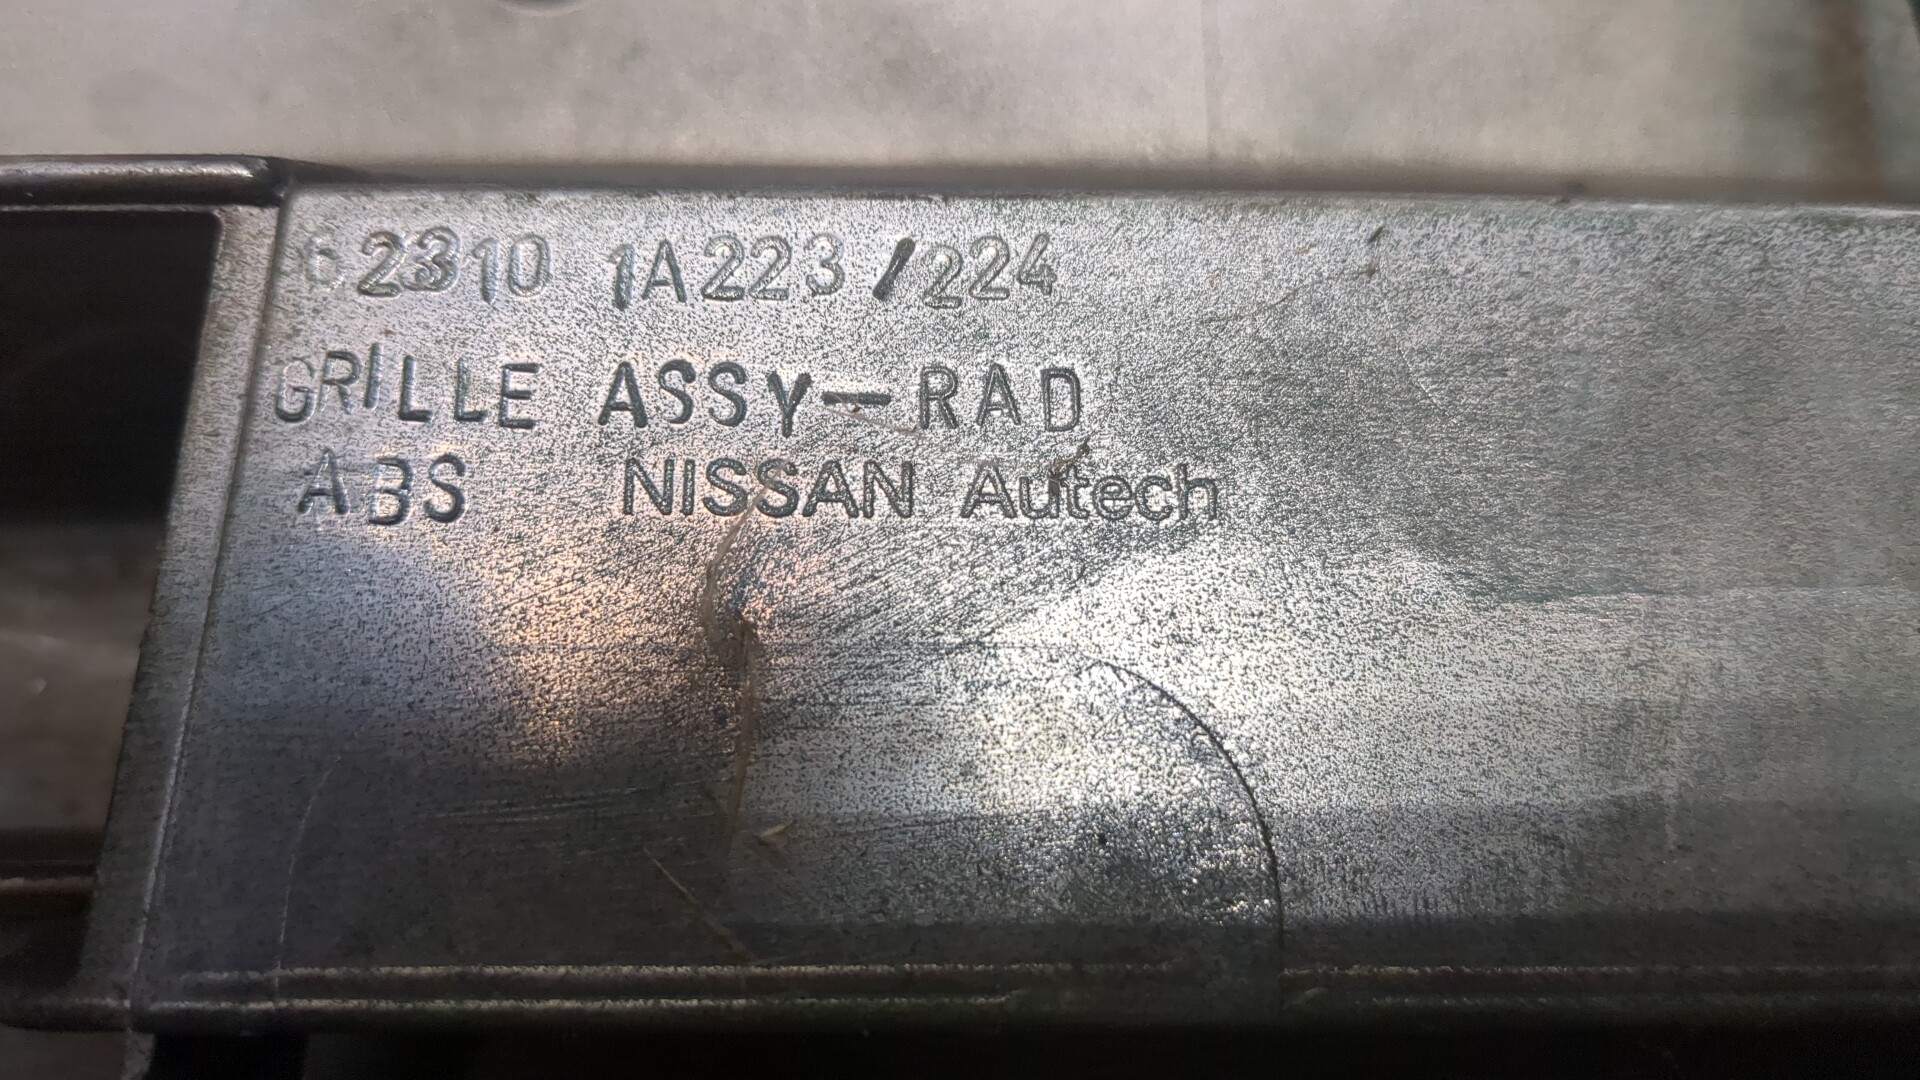 62310 1A223/224
GRILLE ASSY-RAD
ABS NISSAN Autech